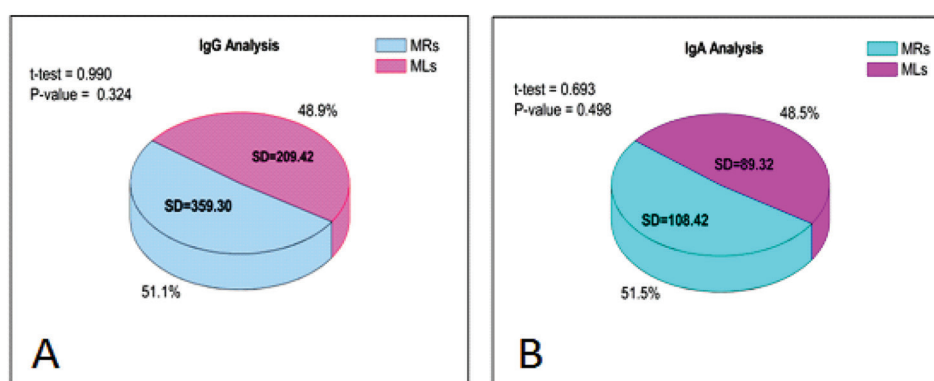 IgG Analysis
MRs
MLs
t-test = 0.990
P-value = 0.324
48.9%
SD=209.42
SD=359.30
51.1%
A
IgA Analysis
MRs
MLs
t-test = 0.693
P-value = 0.498
48.5%
SD=89.32
SD=108.42
51.5%
B